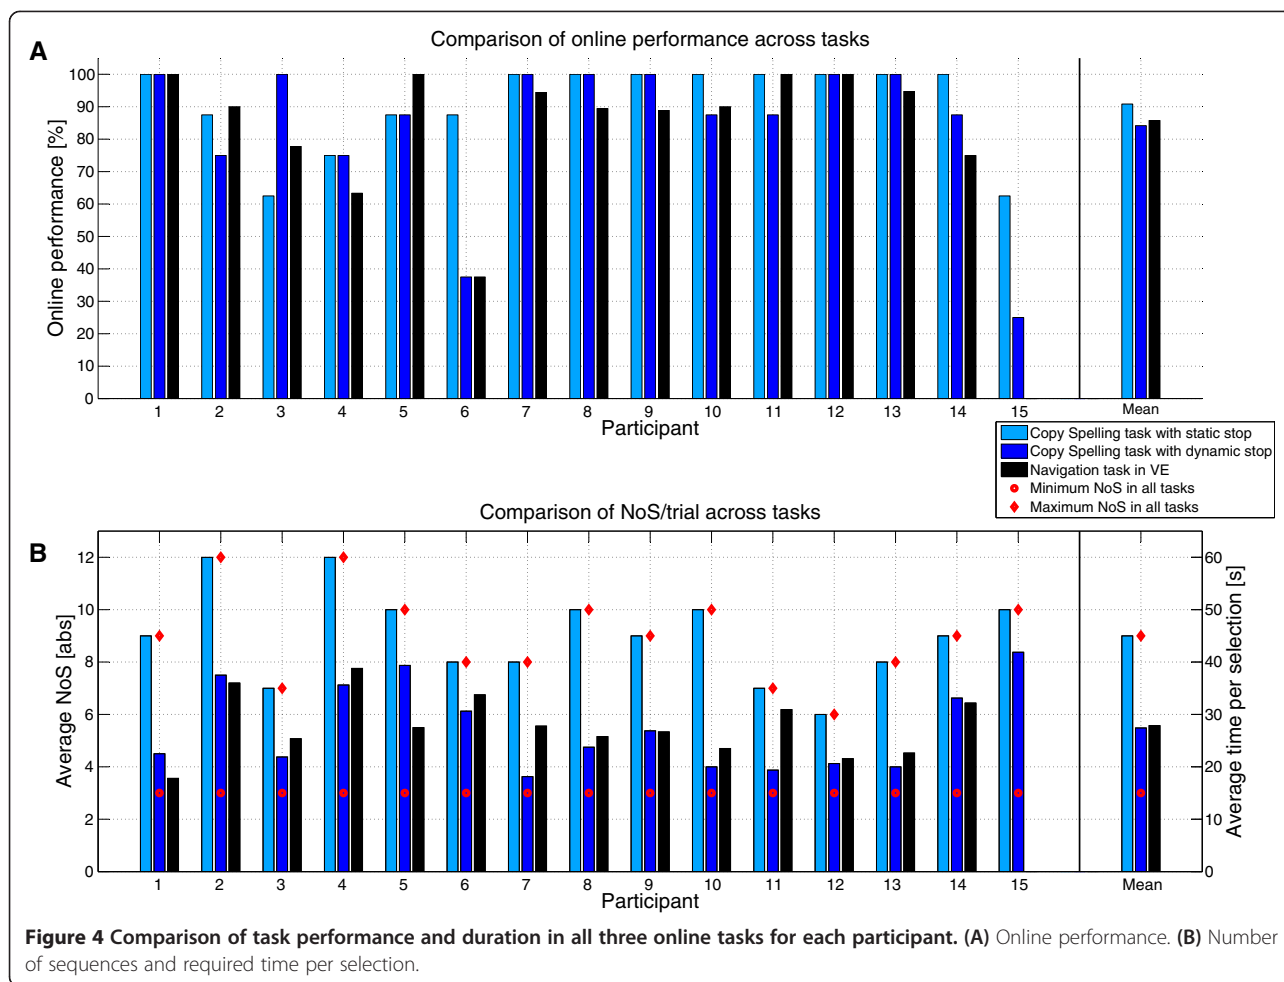 A
Comparison of online performance across tasks
Online performance [%]
100
90
80
70
60
50
40
30
20
10
0
1 2 3 4 5 6 7 8 9 10 11 12 13 14 15 Mean
Participant
Copy Spelling task with static stop
Copy Spelling task with dynamic stop
Navigation task in VE
Minimum NoS in all tasks
Maximum NoS in all tasks
B
Comparison of NoS/trial across tasks
Average NoS [abs]
12
10
8
6
4
2
0
60
50
40
30
20
10
0
Average time per selection [s]
1 2 3 4 5 6 7 8 9 10 11 12 13 14 15 Mean
Participant
Figure 4 Comparison of task performance and duration in all three online tasks for each participant. (A) Online performance. (B) Number
of sequences and required time per selection.